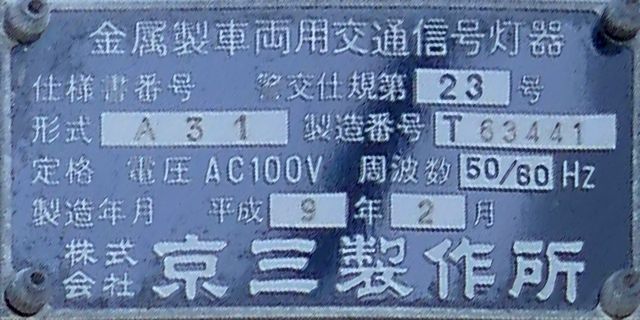 金属製車両用交通信号灯器
仕様書番号 警交仕規第 23 号
形式 A31 製造番号 T63441
定格 電圧 AC100V 周波数 50/60 Hz
製造年月 平成 9 年 2 月
株式会社 京三製作所